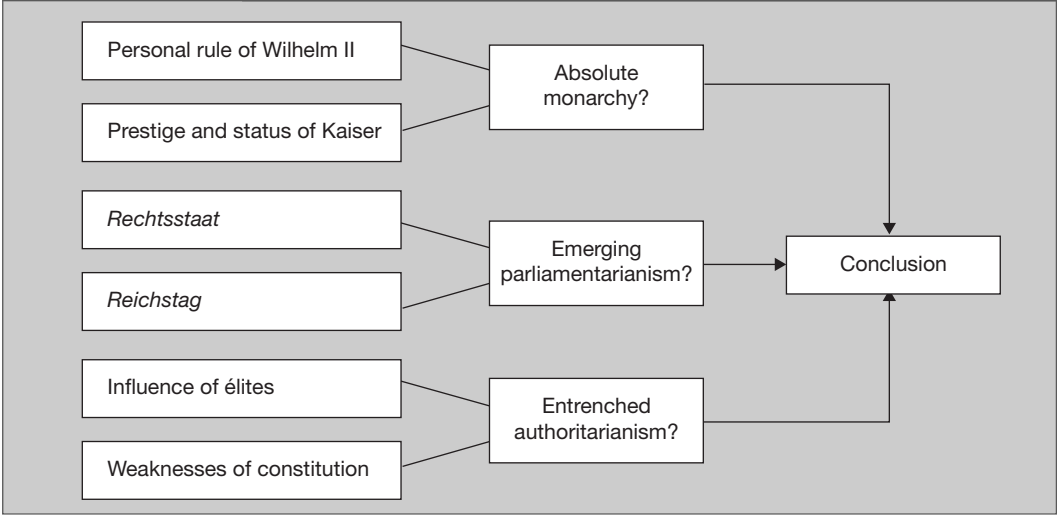 Personal rule of Wilhelm II
Prestige and status of Kaiser
Absolute
monarchy?
Rechtsstaat
Reichstag
Emerging
parliamentarianism?
Influence of élites
Weaknesses of constitution
Entrenched
authoritarianism?
Conclusion